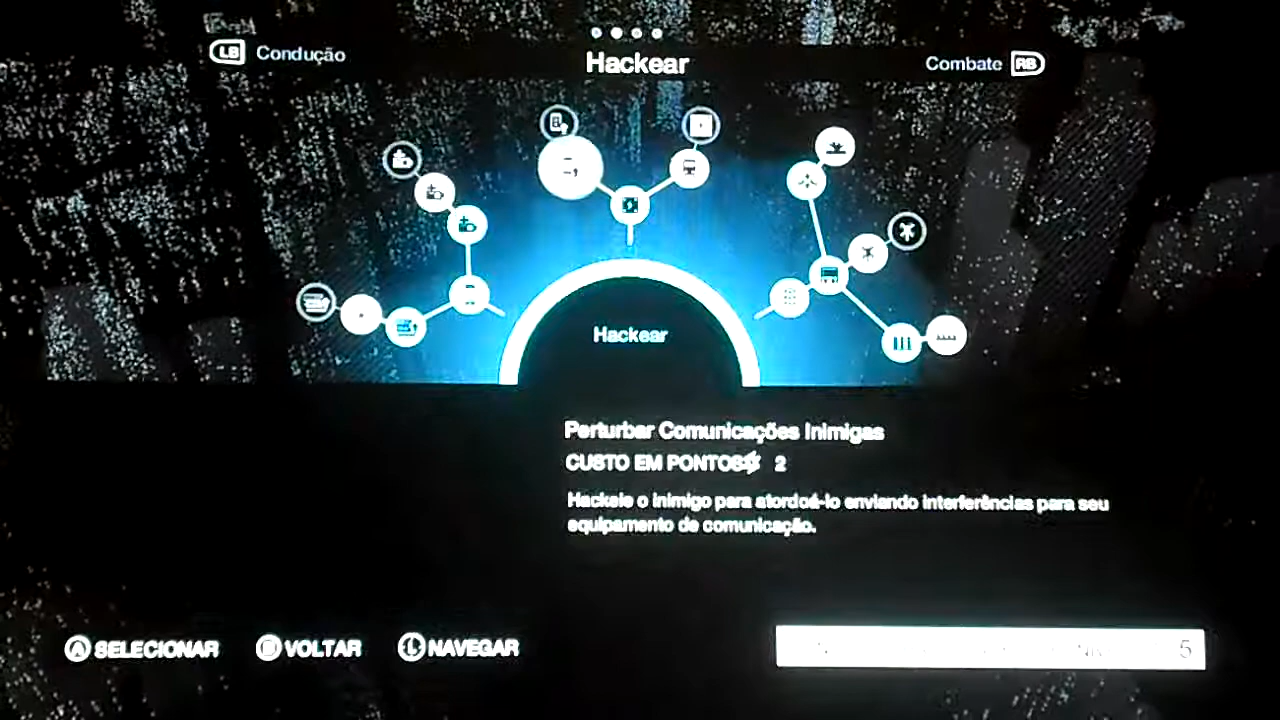 LB Condução
Hackear
Combate RB
Hackear
Perturbar Comunicações Inimigas
CUSTO EM PONTOS 2
Hackeie o inimigo para atordoá-lo enviando interferências para seu
equipamento de comunicação.
A SELECIONAR B VOLTAR L NAVEGAR
5